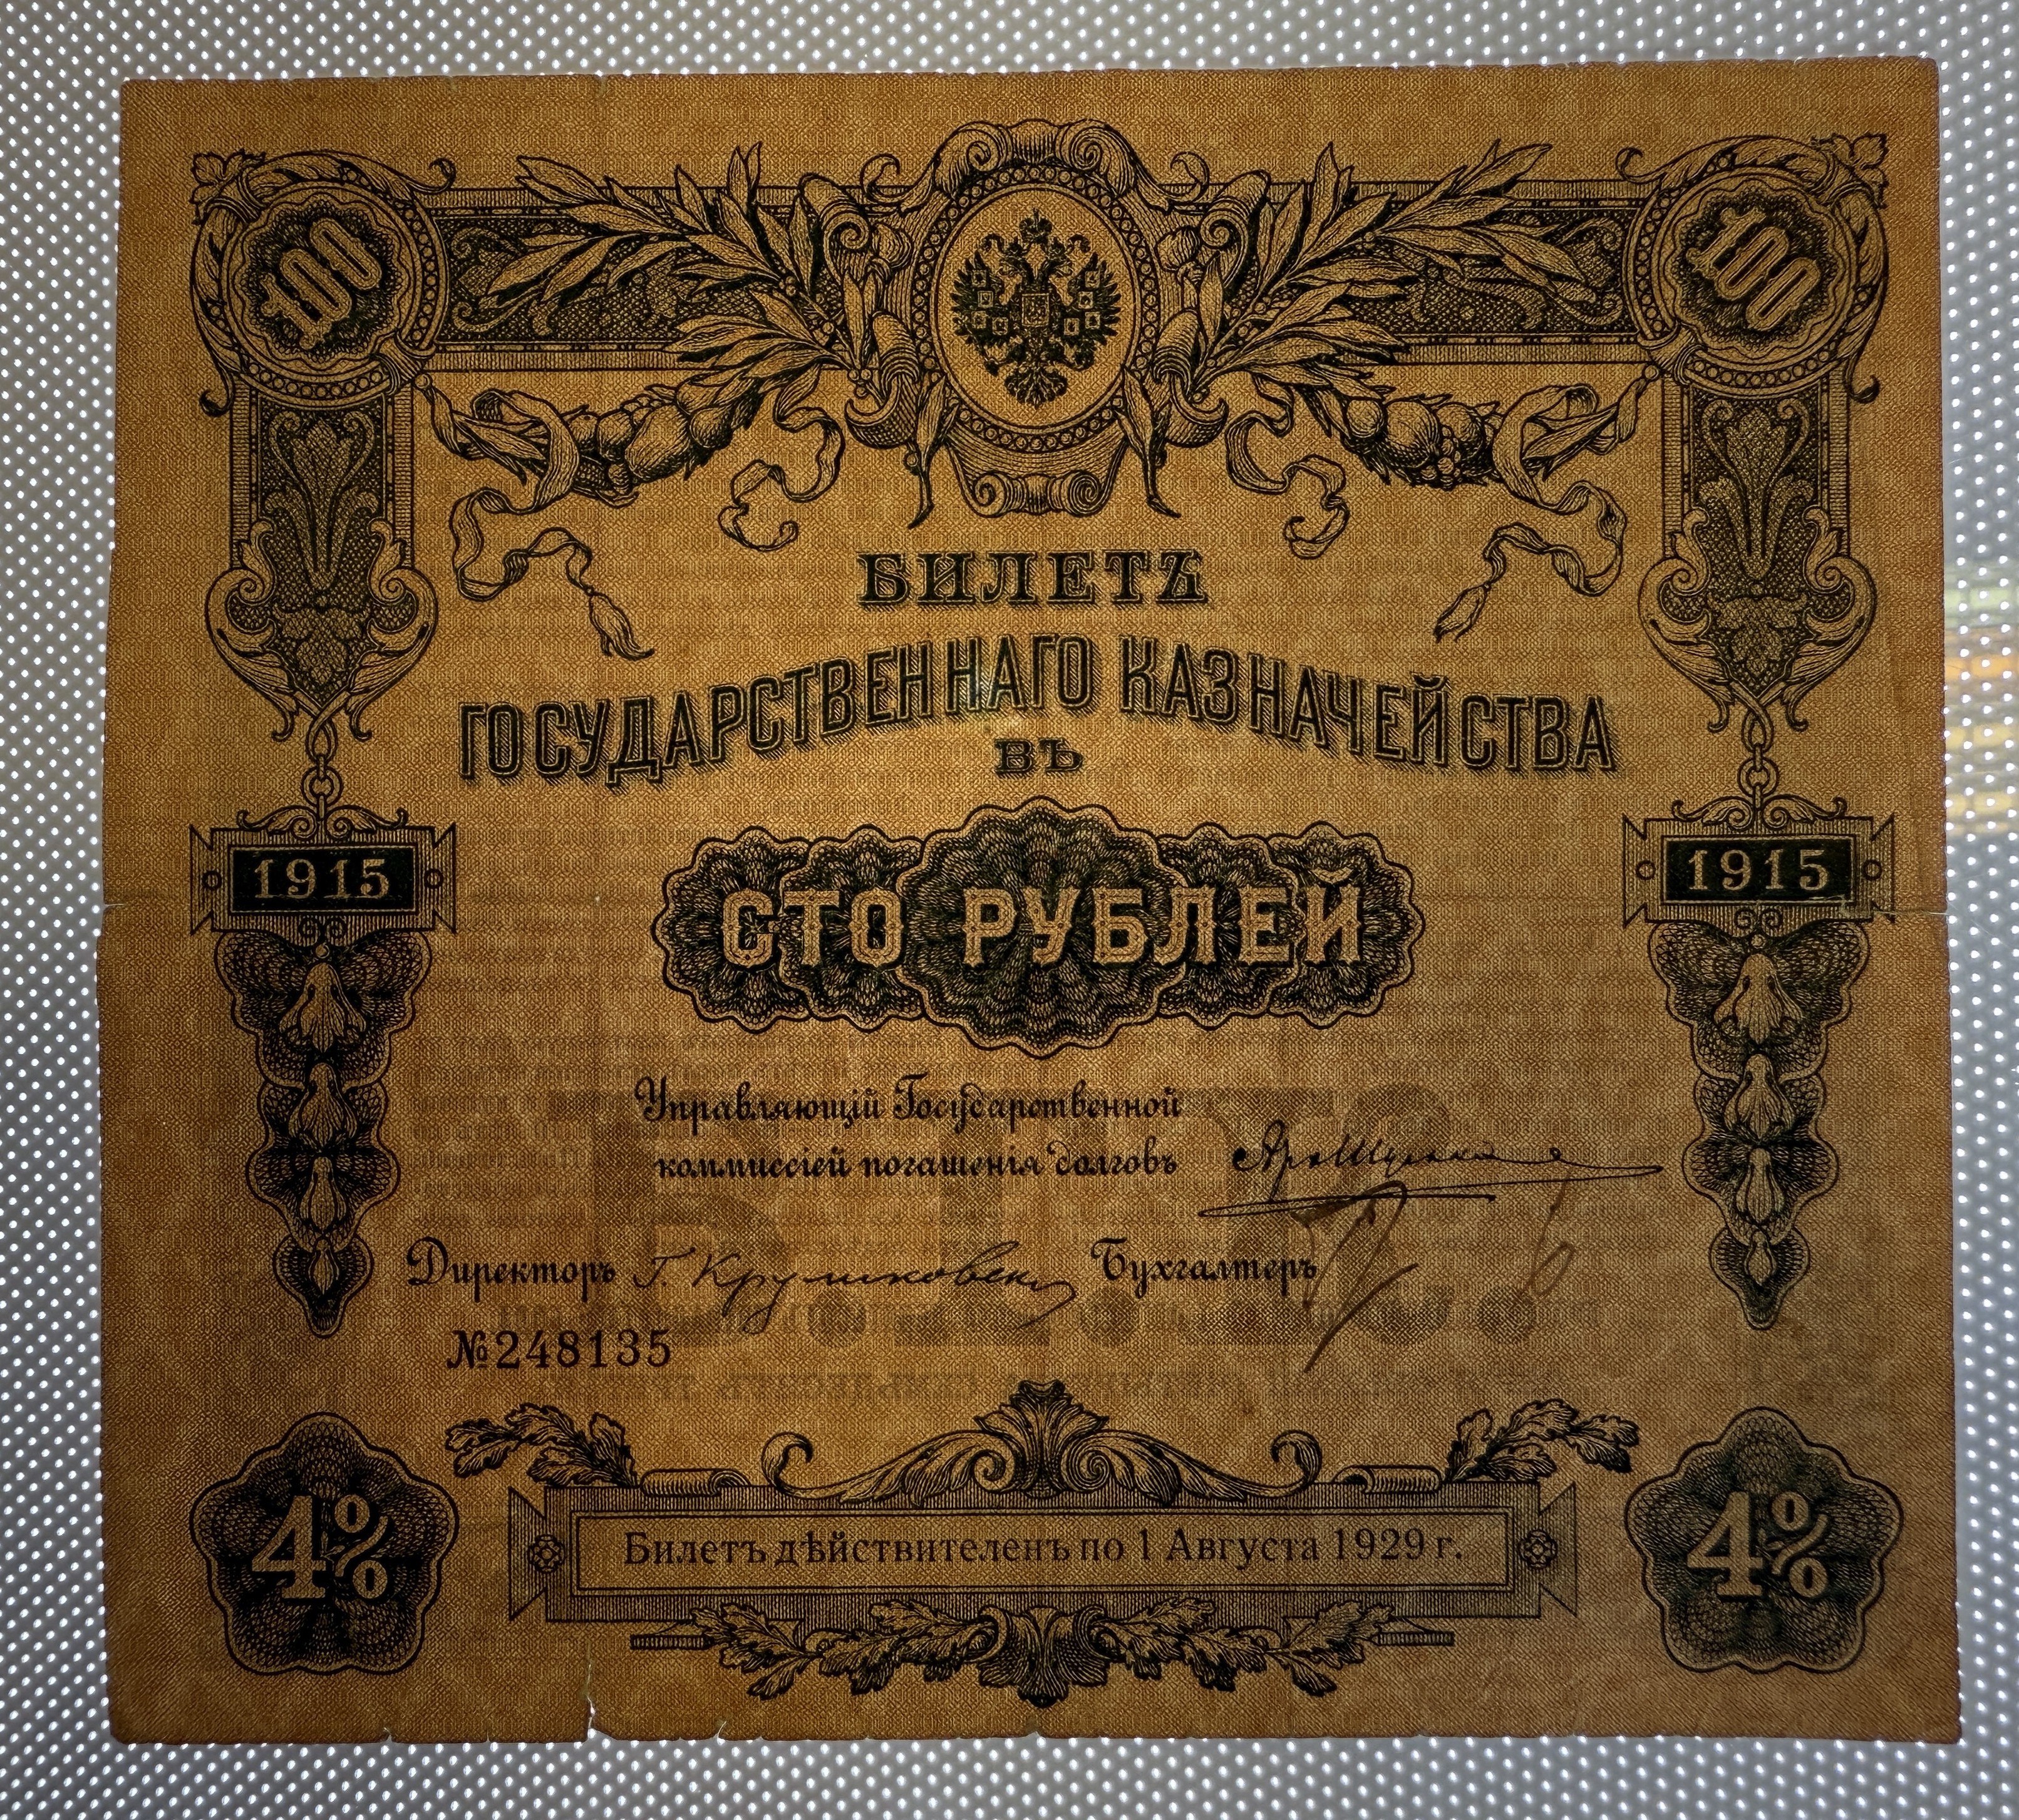 100 100
БИЛЕТЪ
ГОСУДАРСТВЕННАГО КАЗНАЧЕЙСТВА
ВЪ
1915 1915
СТО РУБЛЕЙ
Управляющій Государственной
коммиссіей погашенія долговъ
Директоръ Бухгалтеръ
№248135
4% 4%
Билетъ дѣйствителенъ по 1 Августа 1929 г.